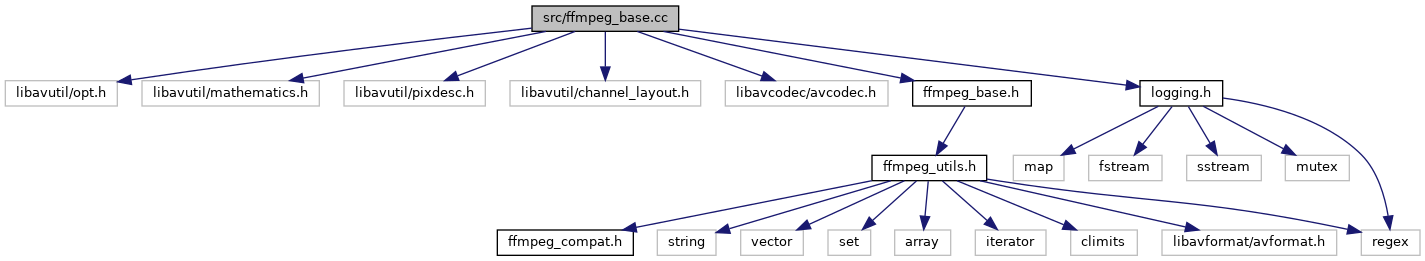 src/ffmpeg_base.cc
libavutil/opt.h
libavutil/mathematics.h
libavutil/pixdesc.h
libavutil/channel_layout.h
libavcodec/avcodec.h
ffmpeg_base.h
logging.h
ffmpeg_utils.h
map
fstream
sstream
mutex
ffmpeg_compat.h
string
vector
set
array
iterator
climits
libavformat/avformat.h
regex